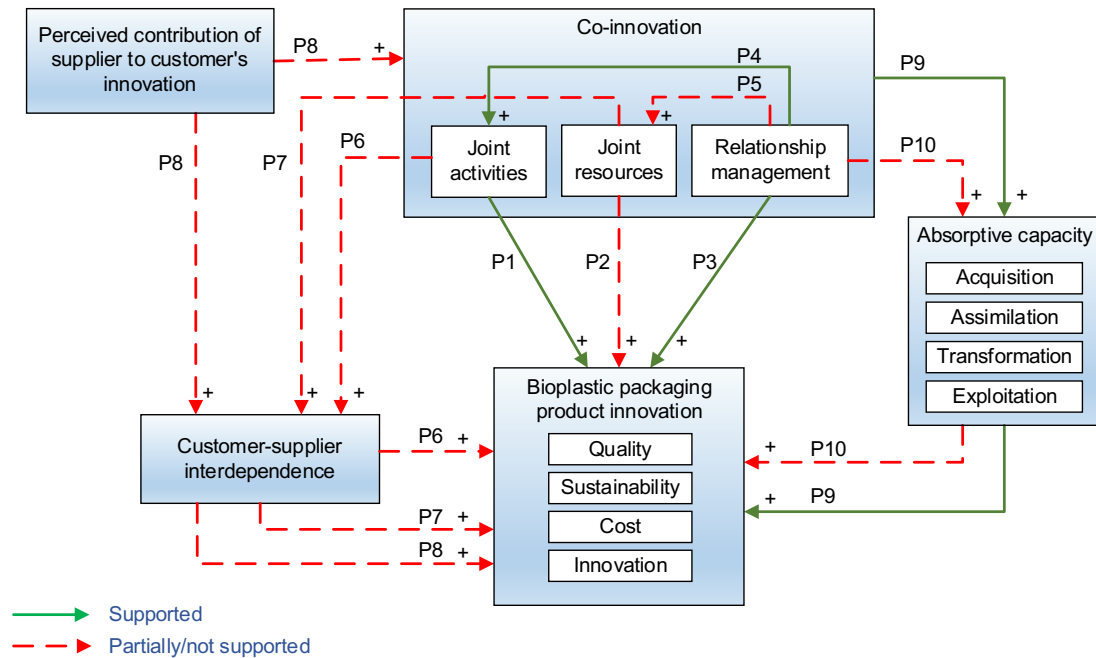 Perceived contribution of
supplier to customer's
innovation
P8
+
Co-innovation
P4
P9
P5
+
+
+
Joint
activities
Joint
resources
Relationship
management
P8
P7
P6
P10
+
+
P1
P2
P3
Absorptive capacity
Acquisition
Assimilation
Transformation
Exploitation
+
+
+
+
+
+
Bioplastic packaging
product innovation
Quality
Sustainability
Cost
Innovation
Customer-supplier
interdependence
P6
+
P7
+
P8
+
+
P10
+
P9
Supported
Partially/not supported